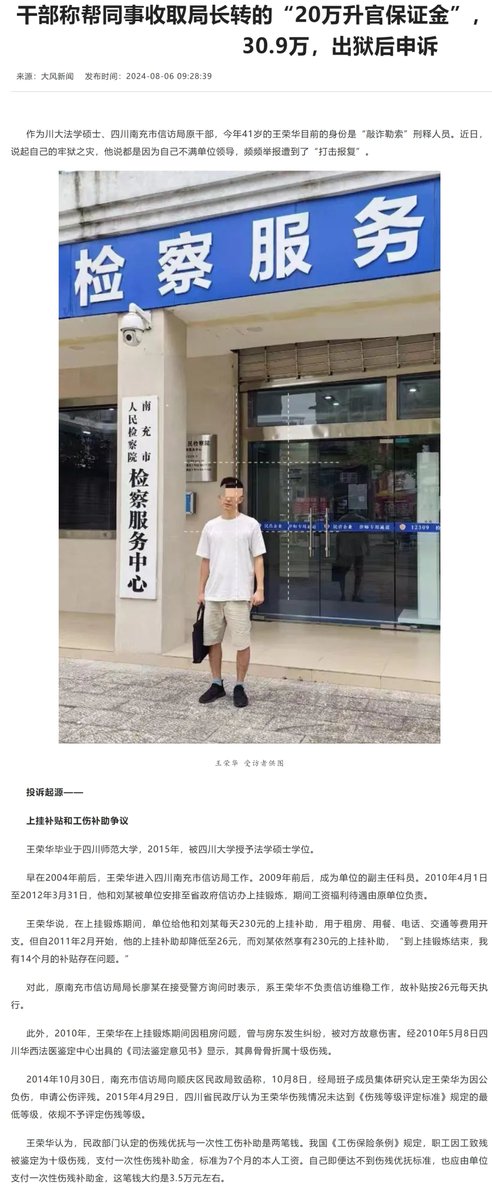 干部称帮同事收取局长转的“20万升官保证金”，
30.9万，出狱后申诉
来源：大风新闻 发布时间：2024-08-06 09:28:39
作为川大法学硕士、四川南充市信访局原干部，今年41岁的王荣华目前的身份是“敲诈勒索”刑释人员。近日，
说起自己的牢狱之灾，他说都是因为自己不满单位领导，频频举报遭到了“打击报复”。
检察服务
南充市
人民检察院
检察服务中心
民检察院
12309
王荣华 受访者供图
投诉起源——
上挂补贴和工伤补助争议
王荣华毕业于四川师范大学，2015年，被四川大学授予法学硕士学位。
早在2004年前后，王荣华进入四川南充市信访局工作。2009年前后，成为单位的副主任科员。2010年4月1日
至2012年3月31日，他和刘某被单位安排至省政府信访办上挂锻炼，期间工资福利待遇由原单位负责。
王荣华说，在上挂锻炼期间，单位给他和刘某每天230元的上挂补助，用于租房、用餐、电话、交通等费用开
支。但自2011年2月开始，他的上挂补助却降低至26元，而刘某依然享有230元的上挂补助，“到上挂锻炼结束，我
有14个月的补贴存在问题。”
对此，原南充市信访局局长廖某在接受警方询问时表示，系王荣华不负责信访维稳工作，故补贴按26元每天执
行。
此外，2010年，王荣华在上挂锻炼期间因租房问题，曾与房东发生纠纷，被对方故意伤害。经2010年5月8日四
川华西法医鉴定中心出具的《司法鉴定意见书》显示，其鼻骨骨折属十级伤残。
2014年10月30日，南充市信访局向顺庆区民政局致函称，10月8日，经局班子成员集体研究认定王荣华为因公
负伤，申请公伤评残。2015年4月29日，四川省民政厅认为王荣华伤残情况未达到《伤残等级评定标准》规定的最
低等级，依规不予评定伤残等级。
王荣华认为，民政部门认定的伤残优抚与一次性工伤补助是两笔钱。我国《工伤保险条例》规定，职工因工致残
被鉴定为十级伤残，支付一次性伤残补助金，标准为7个月的本人工资。自己即便达不到伤残优抚标准，也应由单位
支付一次性伤残补助金，这笔钱大约是3.5万元左右。